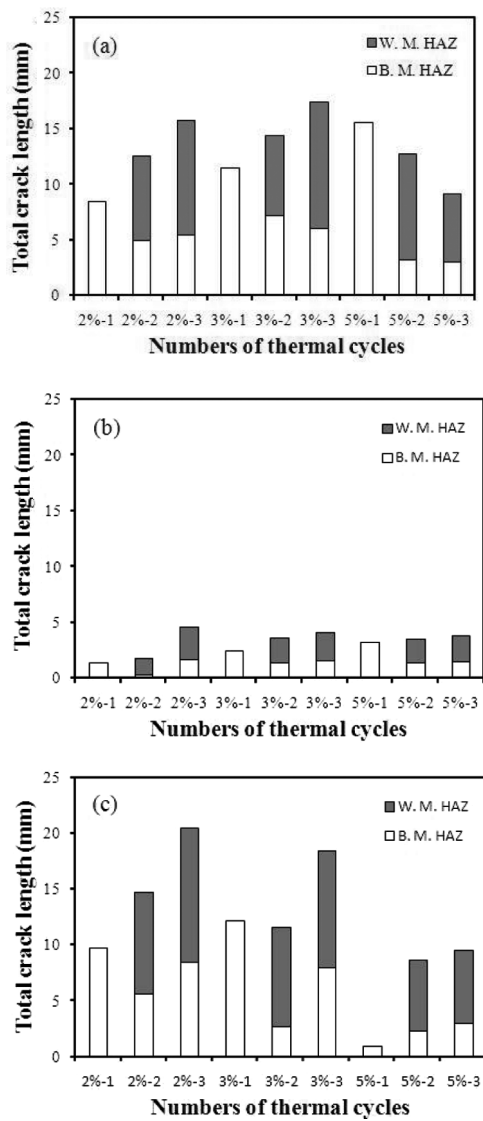 25
(a)
W. M. HAZ
20
B. M. HAZ
15
10
5
0
Total crack length (mm)
2%-1 2%-2 2%-3 3%-1 3%-2 3%-3 5%-1 5%-2 5%-3
Numbers of thermal cycles
25
(b)
W. M. HAZ
20
B. M. HAZ
15
10
5
0
Total crack length (mm)
2%-1 2%-2 2%-3 3%-1 3%-2 3%-3 5%-1 5%-2 5%-3
Numbers of thermal cycles
25
(c)
W. M. HAZ
20
B. M. HAZ
15
10
5
0
Total crack length (mm)
2%-1 2%-2 2%-3 3%-1 3%-2 3%-3 5%-1 5%-2 5%-3
Numbers of thermal cycles